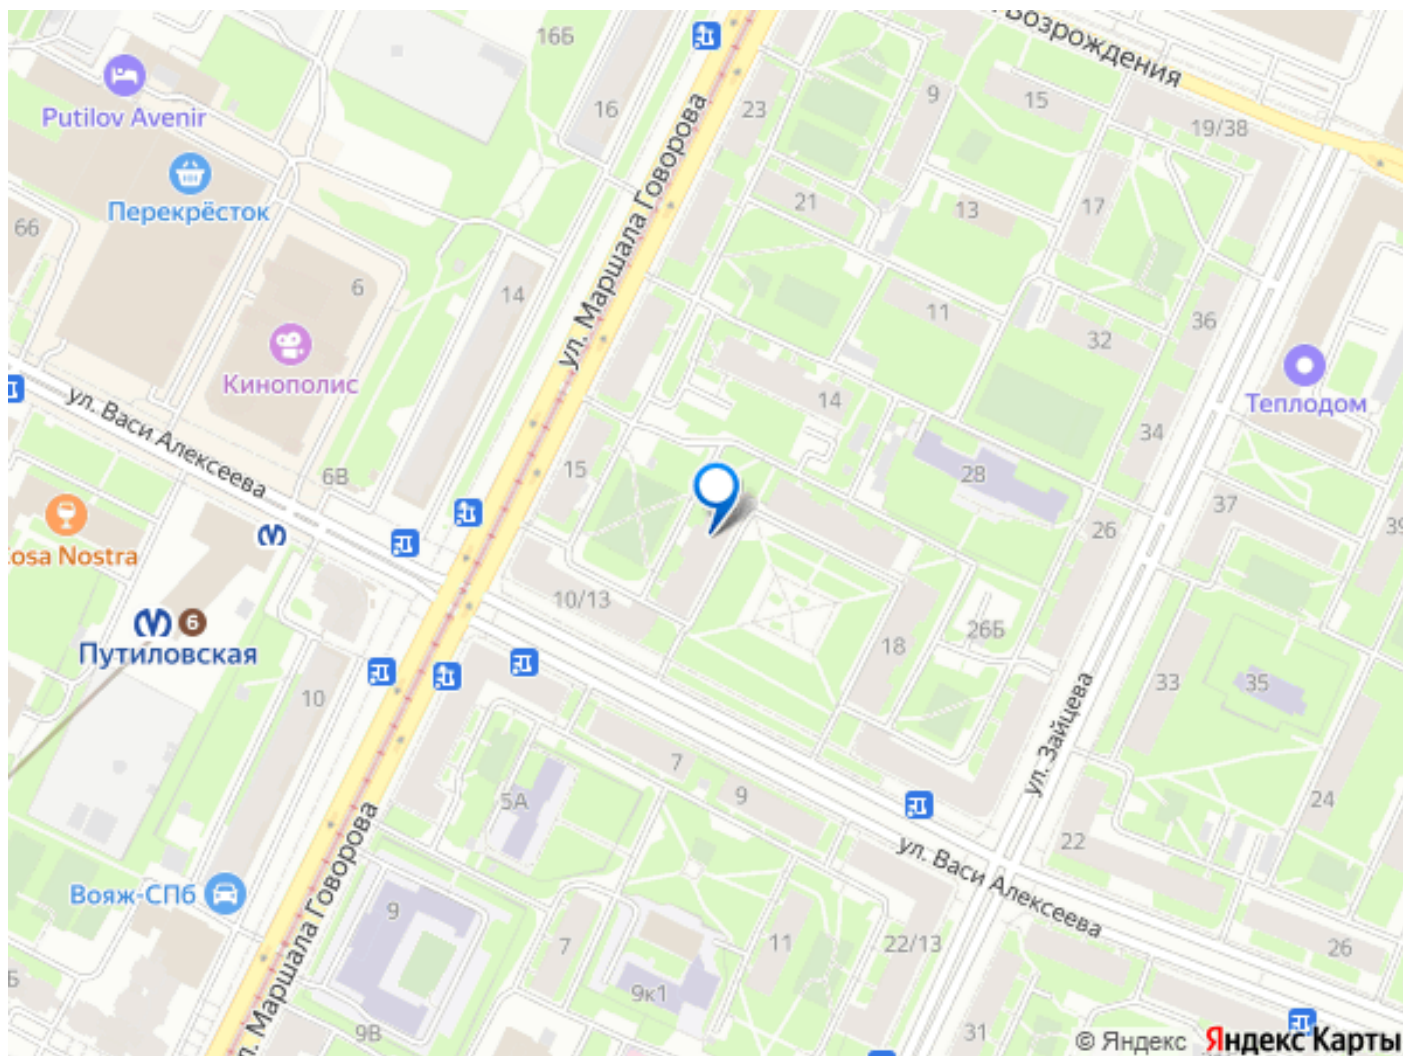 16Б
Возрождения
Putilov Avenir
16
23
9
15
19/38
Перекрёсток
66
21
13
17
ул. Маршала Говорова
6
14
11
36
32
Кинополис
ул. Васи Алексеева
14
Теплодом
34
6В
15
28
37
39
26
Cosa Nostra
6
Путиловская
10/13
26Б
18
33
35
10
ул. Зайцева
7
9
5А
24
22
ул. Васи Алексеева
Вояж-СПб
9
ул. Маршала Говорова
7
11
22/13
26
9к1
9В
31
© Яндекс Яндекс Карты